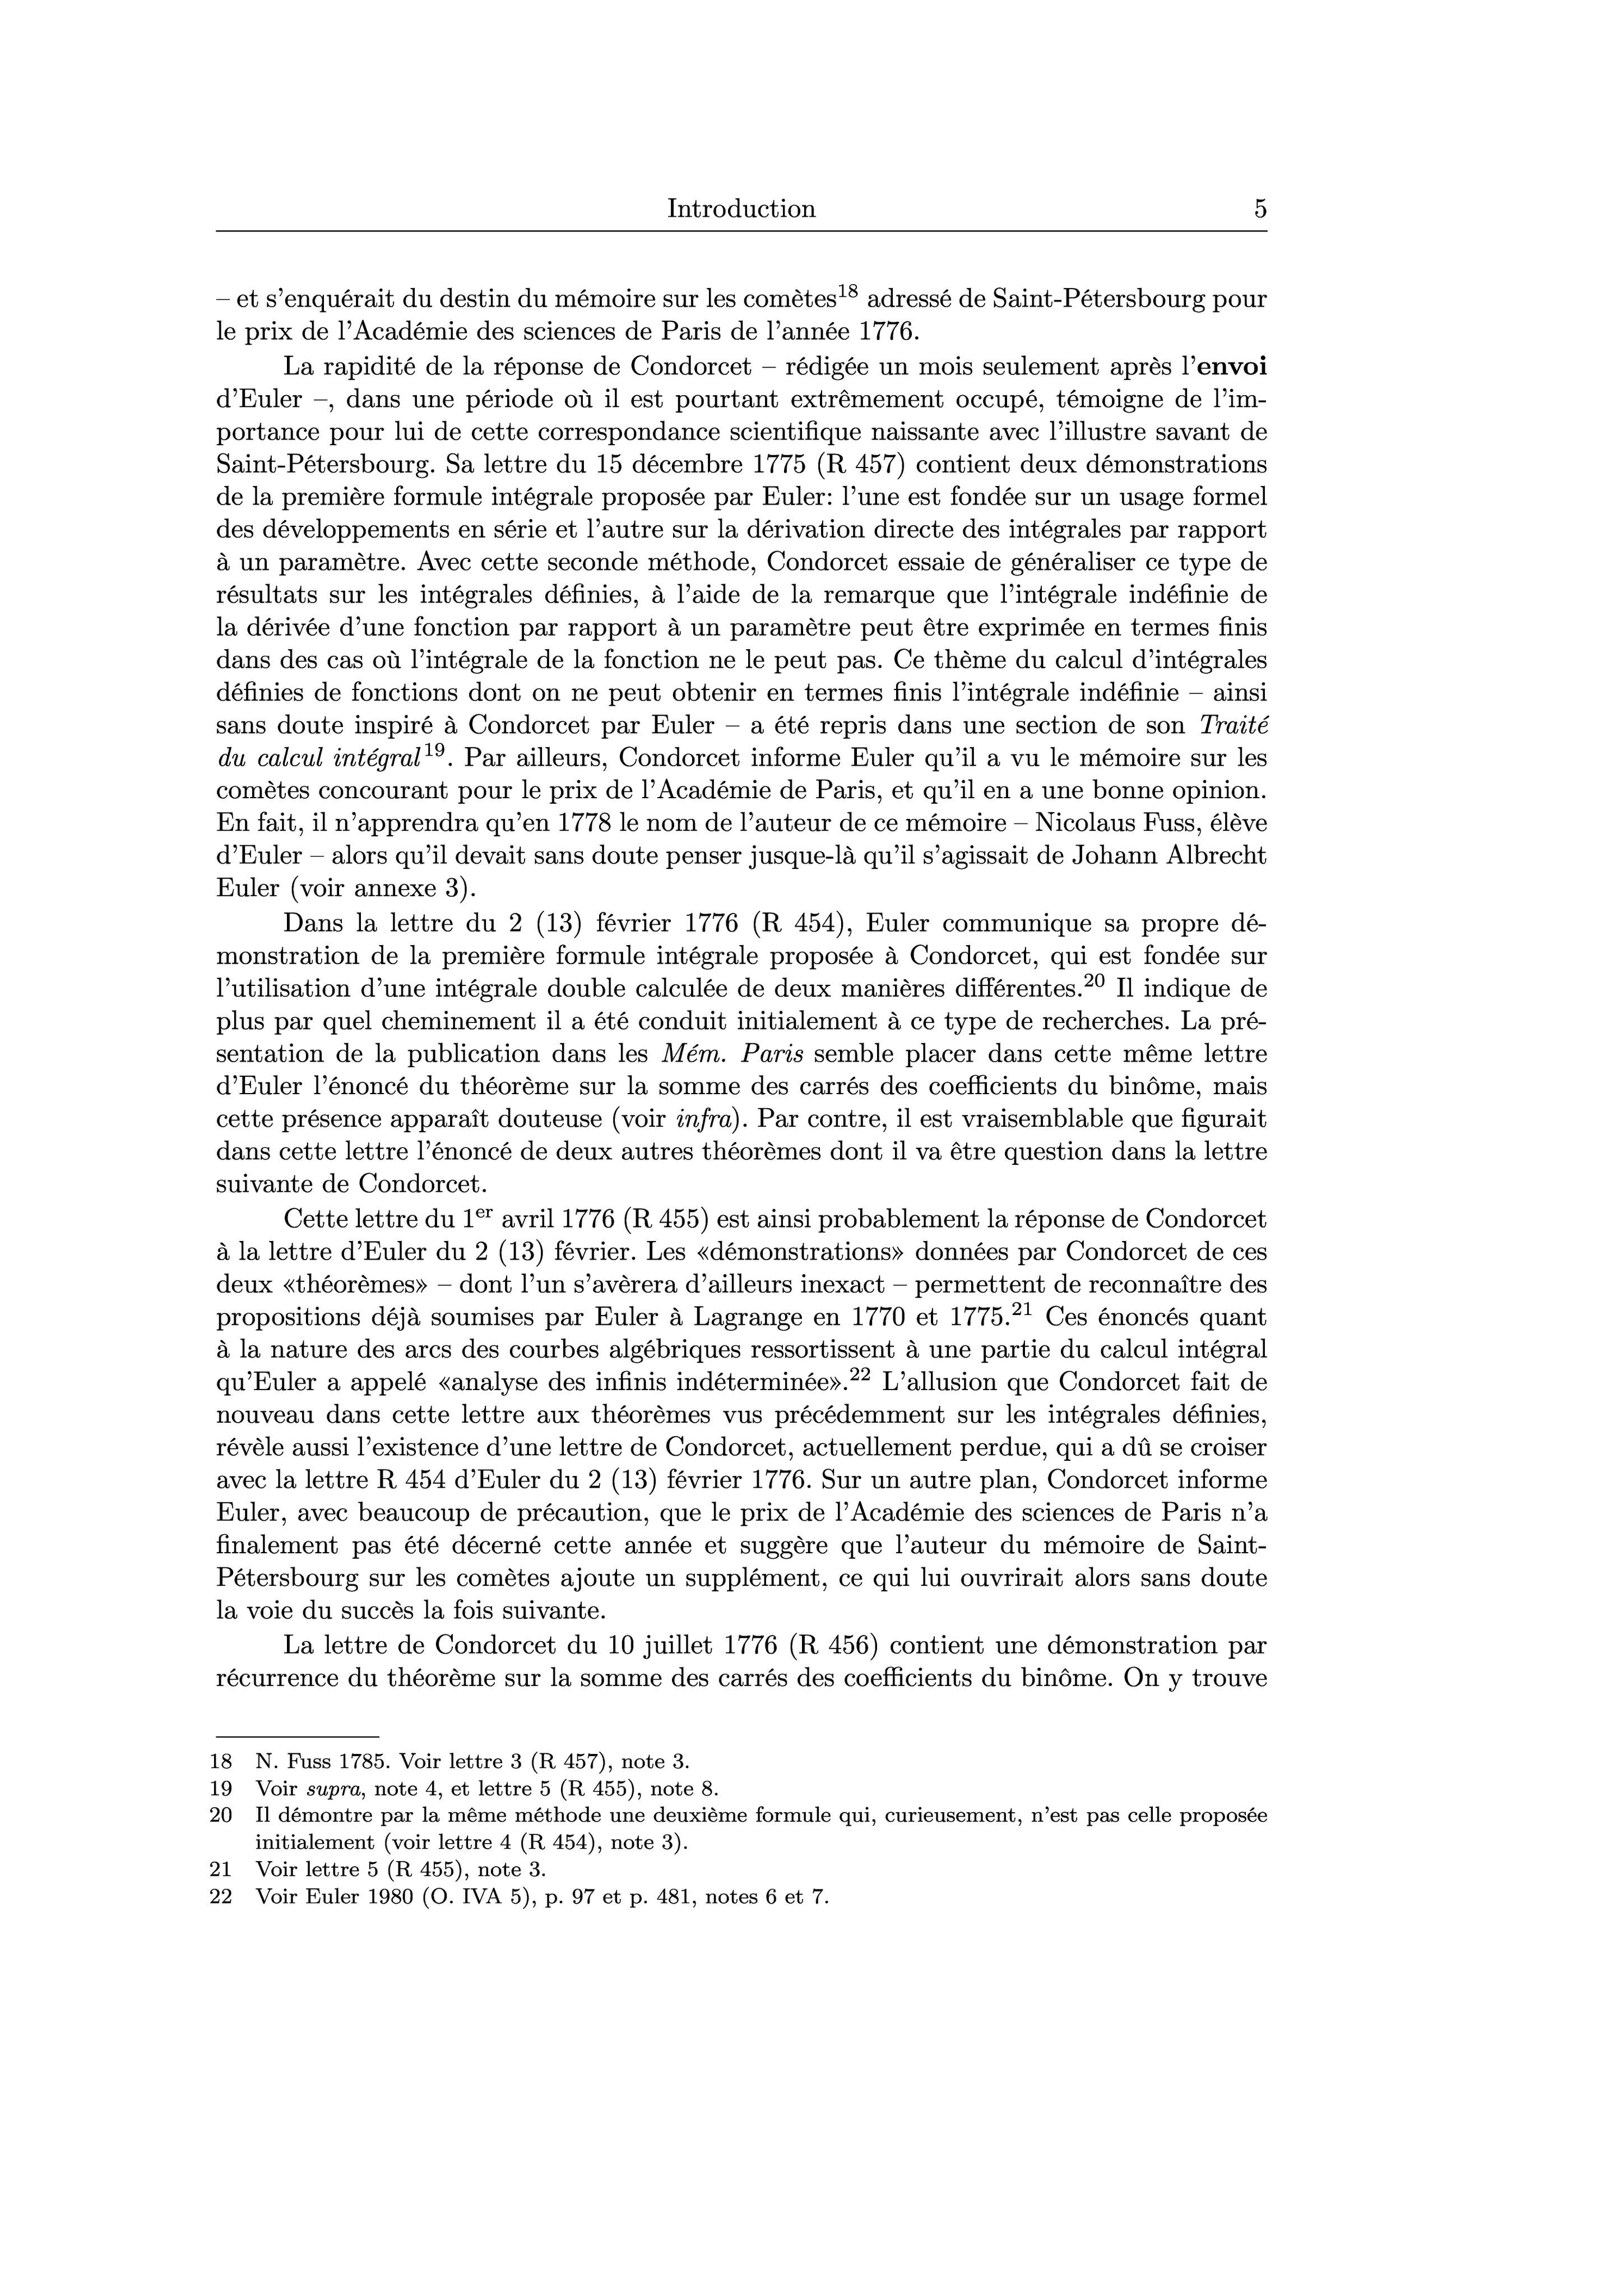 Introduction 5
– et s'enquérait du destin du mémoire sur les comètes18 adressé de Saint-Pétersbourg pour
le prix de l'Académie des sciences de Paris de l'année 1776.
La rapidité de la réponse de Condorcet – rédigée un mois seulement après l'envoi
d'Euler –, dans une période où il est pourtant extrêmement occupé, témoigne de l'im-
portance pour lui de cette correspondance scientifique naissante avec l'illustre savant de
Saint-Pétersbourg. Sa lettre du 15 décembre 1775 (R 457) contient deux démonstrations
de la première formule intégrale proposée par Euler: l'une est fondée sur un usage formel
des développements en série et l'autre sur la dérivation directe des intégrales par rapport
à un paramètre. Avec cette seconde méthode, Condorcet essaie de généraliser ce type de
résultats sur les intégrales définies, à l'aide de la remarque que l'intégrale indéfinie de
la dérivée d'une fonction par rapport à un paramètre peut être exprimée en termes finis
dans des cas où l'intégrale de la fonction ne le peut pas. Ce thème du calcul d'intégrales
définies de fonctions dont on ne peut obtenir en termes finis l'intégrale indéfinie – ainsi
sans doute inspiré à Condorcet par Euler – a été repris dans une section de son Traité
du calcul intégral19. Par ailleurs, Condorcet informe Euler qu'il a vu le mémoire sur les
comètes concourant pour le prix de l'Académie de Paris, et qu'il en a une bonne opinion.
En fait, il n'apprendra qu'en 1778 le nom de l'auteur de ce mémoire – Nicolaus Fuss, élève
d'Euler – alors qu'il devait sans doute penser jusque-là qu'il s'agissait de Johann Albrecht
Euler (voir annexe 3).
Dans la lettre du 2 (13) février 1776 (R 454), Euler communique sa propre dé-
monstration de la première formule intégrale proposée à Condorcet, qui est fondée sur
l'utilisation d'une intégrale double calculée de deux manières différentes.20 Il indique de
plus par quel cheminement il a été conduit initialement à ce type de recherches. La pré-
sentation de la publication dans les Mém. Paris semble placer dans cette même lettre
d'Euler l'énoncé du théorème sur la somme des carrés des coefficients du binôme, mais
cette présence apparaît douteuse (voir infra). Par contre, il est vraisemblable que figurait
dans cette lettre l'énoncé de deux autres théorèmes dont il va être question dans la lettre
suivante de Condorcet.
Cette lettre du 1er avril 1776 (R 455) est ainsi probablement la réponse de Condorcet
à la lettre d'Euler du 2 (13) février. Les «démonstrations» données par Condorcet de ces
deux «théorèmes» – dont l'un s'avèrera d'ailleurs inexact – permettent de reconnaître des
propositions déjà soumises par Euler à Lagrange en 1770 et 1775.21 Ces énoncés quant
à la nature des arcs des courbes algébriques ressortissent à une partie du calcul intégral
qu'Euler a appelé «analyse des infinis indéterminée».22 L'allusion que Condorcet fait de
nouveau dans cette lettre aux théorèmes vus précédemment sur les intégrales définies,
révèle aussi l'existence d'une lettre de Condorcet, actuellement perdue, qui a dû se croiser
avec la lettre R 454 d'Euler du 2 (13) février 1776. Sur un autre plan, Condorcet informe
Euler, avec beaucoup de précaution, que le prix de l'Académie des sciences de Paris n'a
finalement pas été décerné cette année et suggère que l'auteur du mémoire de Saint-
Pétersbourg sur les comètes ajoute un supplément, ce qui lui ouvrirait alors sans doute
la voie du succès la fois suivante.
La lettre de Condorcet du 10 juillet 1776 (R 456) contient une démonstration par
récurrence du théorème sur la somme des carrés des coefficients du binôme. On y trouve
18 N. Fuss 1785. Voir lettre 3 (R 457), note 3.
19 Voir supra, note 4, et lettre 5 (R 455), note 8.
20 Il démontre par la même méthode une deuxième formule qui, curieusement, n'est pas celle proposée
initialement (voir lettre 4 (R 454), note 3).
21 Voir lettre 5 (R 455), note 3.
22 Voir Euler 1980 (O. IVA 5), p. 97 et p. 481, notes 6 et 7.